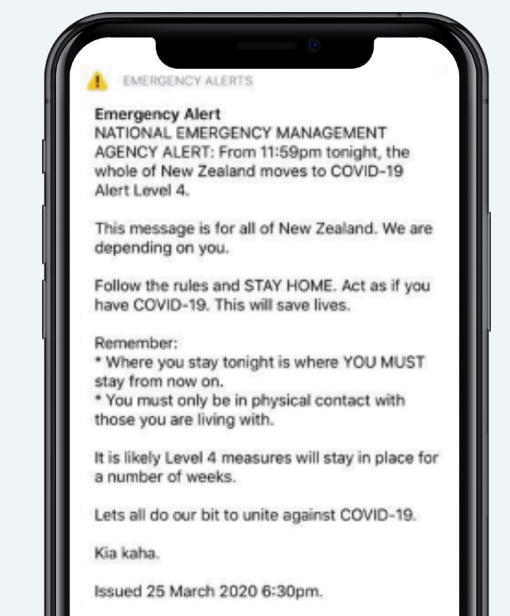 EMERGENCY ALERTS
Emergency Alert
NATIONAL EMERGENCY MANAGEMENT
AGENCY ALERT: From 11:59pm tonight, the
whole of New Zealand moves to COVID-19
Alert Level 4.
This message is for all of New Zealand. We are
depending on you.
Follow the rules and STAY HOME. Act as if you
have COVID-19. This will save lives.
Remember:
* Where you stay tonight is where YOU MUST
stay from now on.
* You must only be in physical contact with
those you are living with.
It is likely Level 4 measures will stay in place for
a number of weeks.
Lets all do our bit to unite against COVID-19.
Kia kaha.
Issued 25 March 2020 6:30pm.